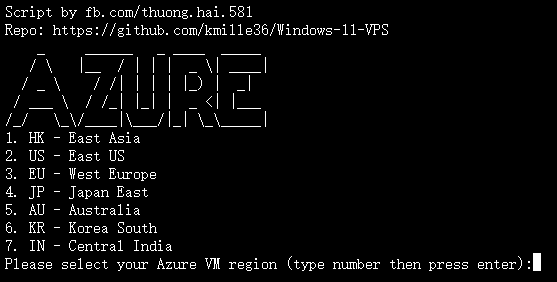 Script by fb.com/thuong.hai.581
Repo: https://github.com/kmille36/Windows-11-VPS
AZURE
1. HK - East Asia
2. US - East US
3. EU - West Europe
4. JP - Japan East
5. AU - Australia
6. KR - Korea South
7. IN - Central India
Please select your Azure VM region (type number then press enter):